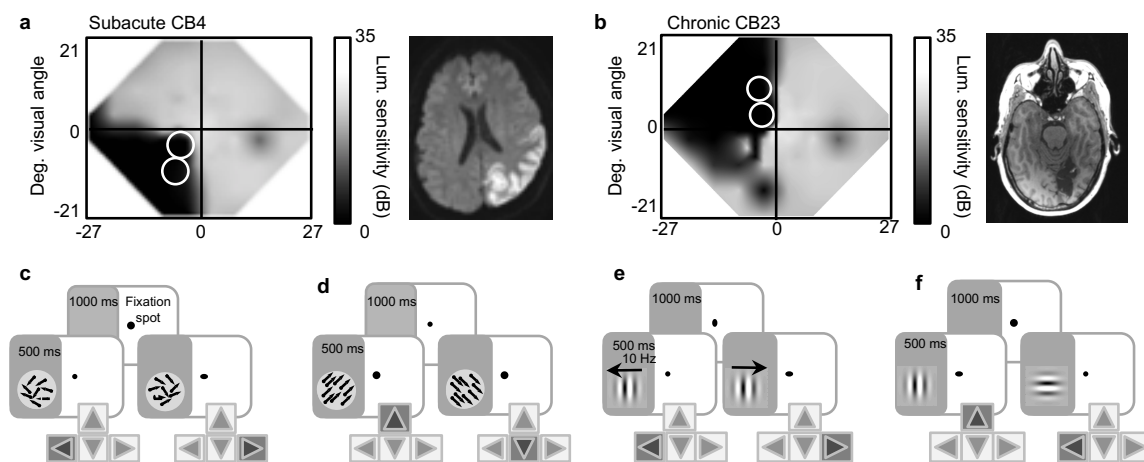 a Subacute CB4
21
0
-21
-27 0 27
Deg. visual angle
35
0
Lum. sensitivity (dB)
b Chronic CB23
21
0
-21
-27 0 27
Deg. visual angle
35
0
Lum. sensitivity (dB)
c
1000 ms
Fixation
spot
500 ms
d
1000 ms
500 ms
e
1000 ms
500 ms
10 Hz
f
1000 ms
500 ms